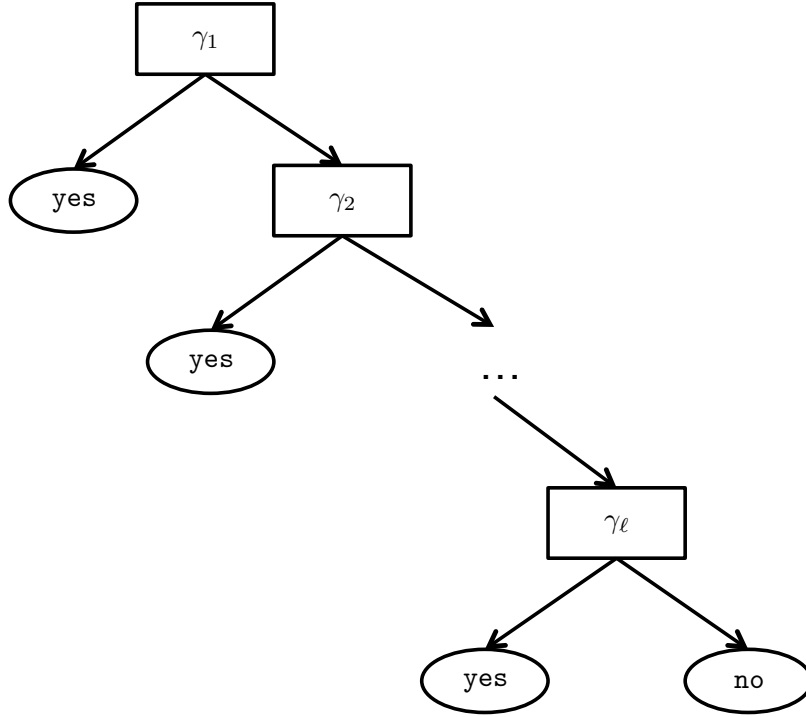 γ₁
yes
γ₂
yes
...
γℓ
yes no